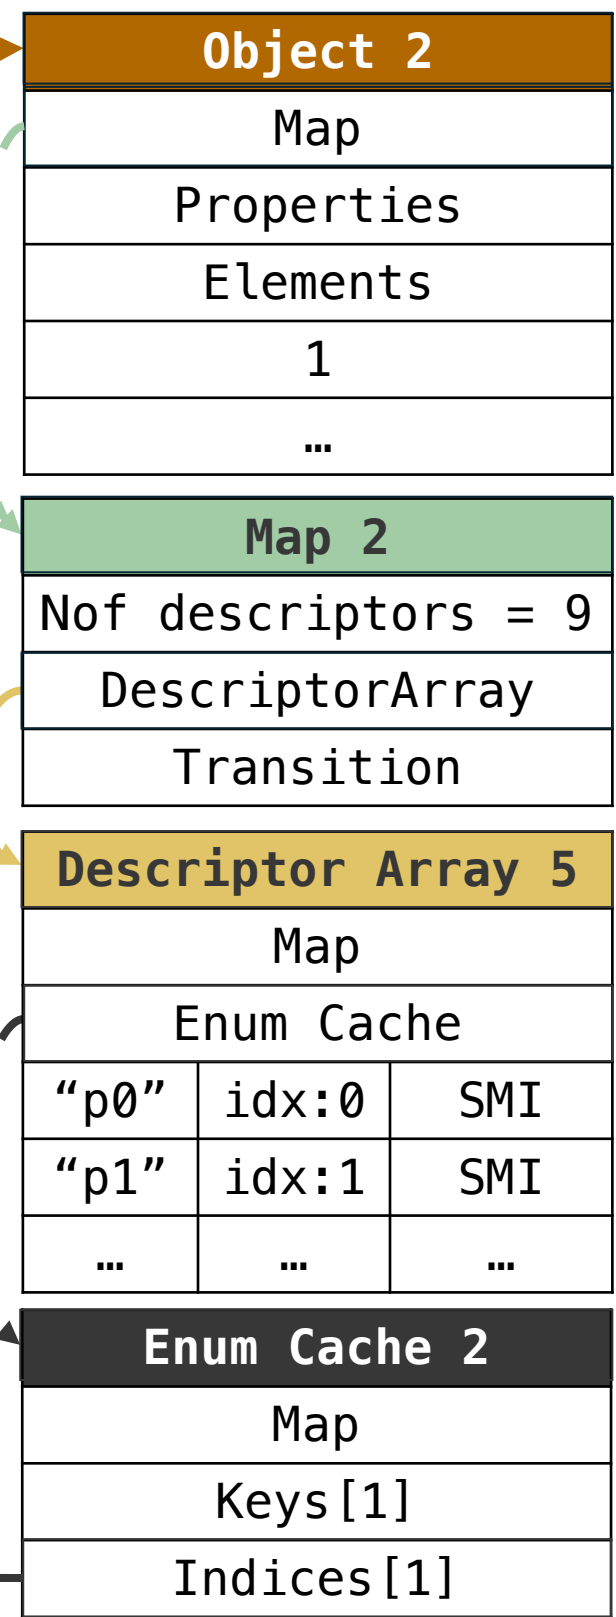 Object 2
Map
Properties
Elements
1
…
Map 2
Nof descriptors = 9
DescriptorArray
Transition
Descriptor Array 5
Map
Enum Cache
“p0” idx:0 SMI
“p1” idx:1 SMI
… … …
Enum Cache 2
Map
Keys[1]
Indices[1]